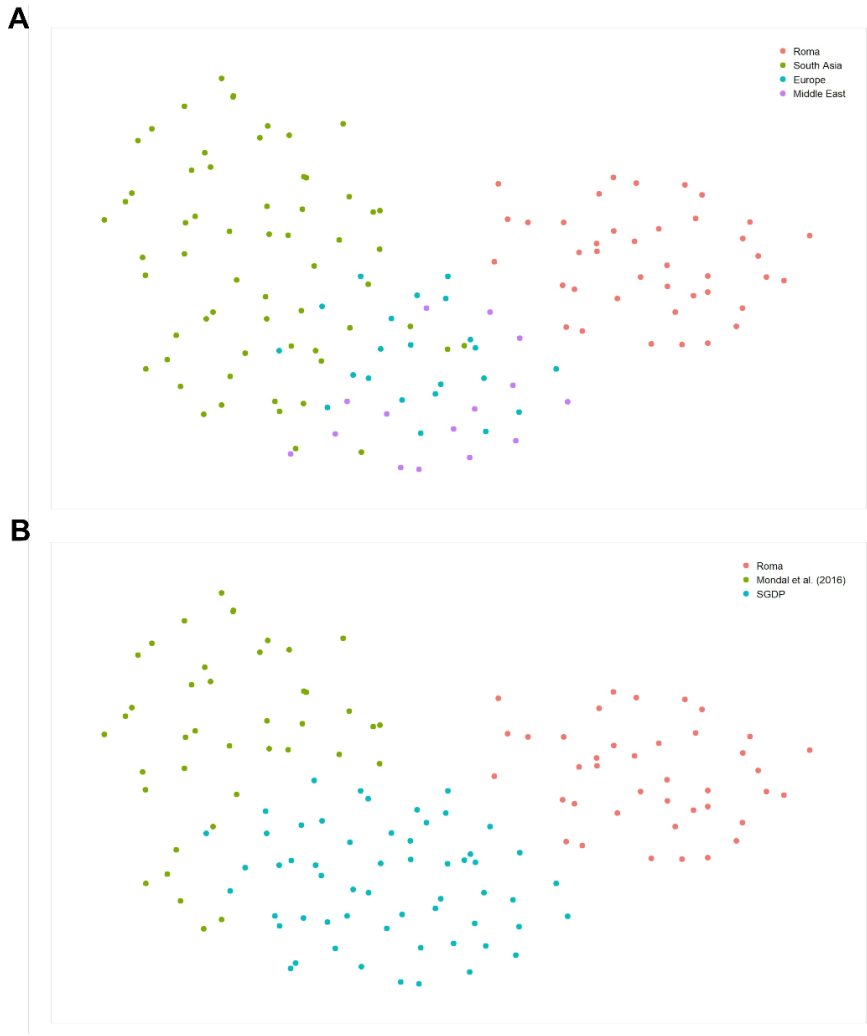 A
Roma
South Asia
Europe
Middle East
B
Roma
Mondal et al. (2016)
SGDP